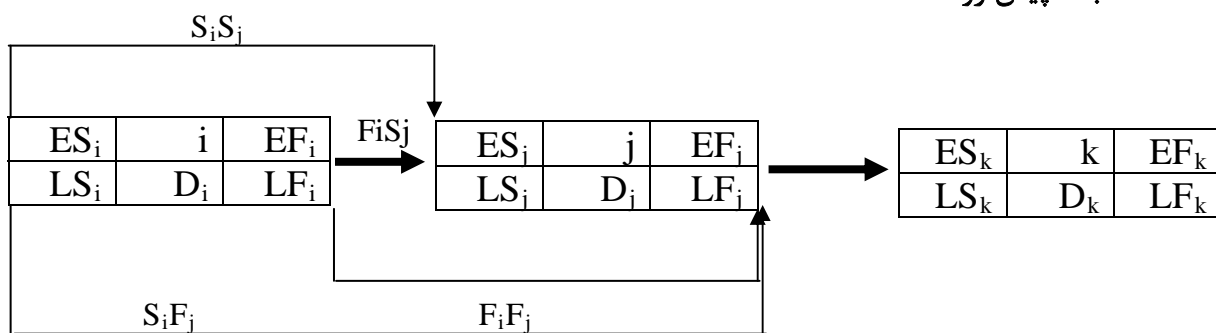 SiSj
ESi i EFi
LSi Di LFi
FiSj
ESj j EFj
LSj Dj LFj
ESk k EFk
LSk Dk LFk
SiFj
FiFj